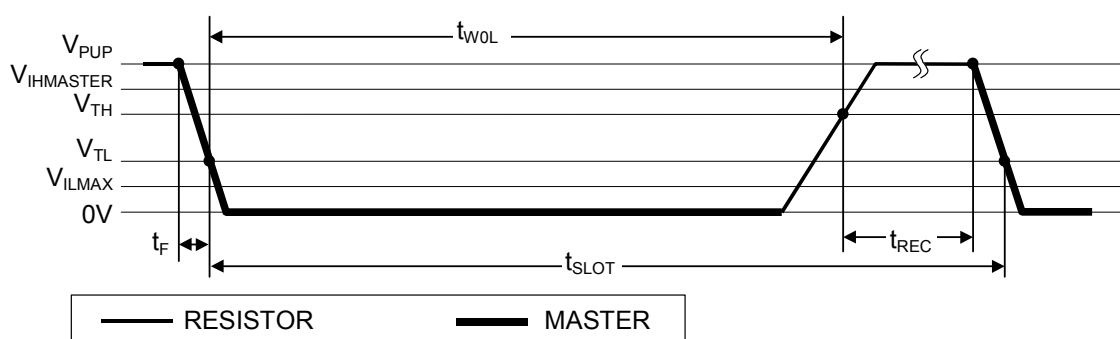 tW0L
VPUP
VIHMASTER
VTH
VTL
VILMAX
0V
tF
tREC
tSLOT
RESISTOR MASTER